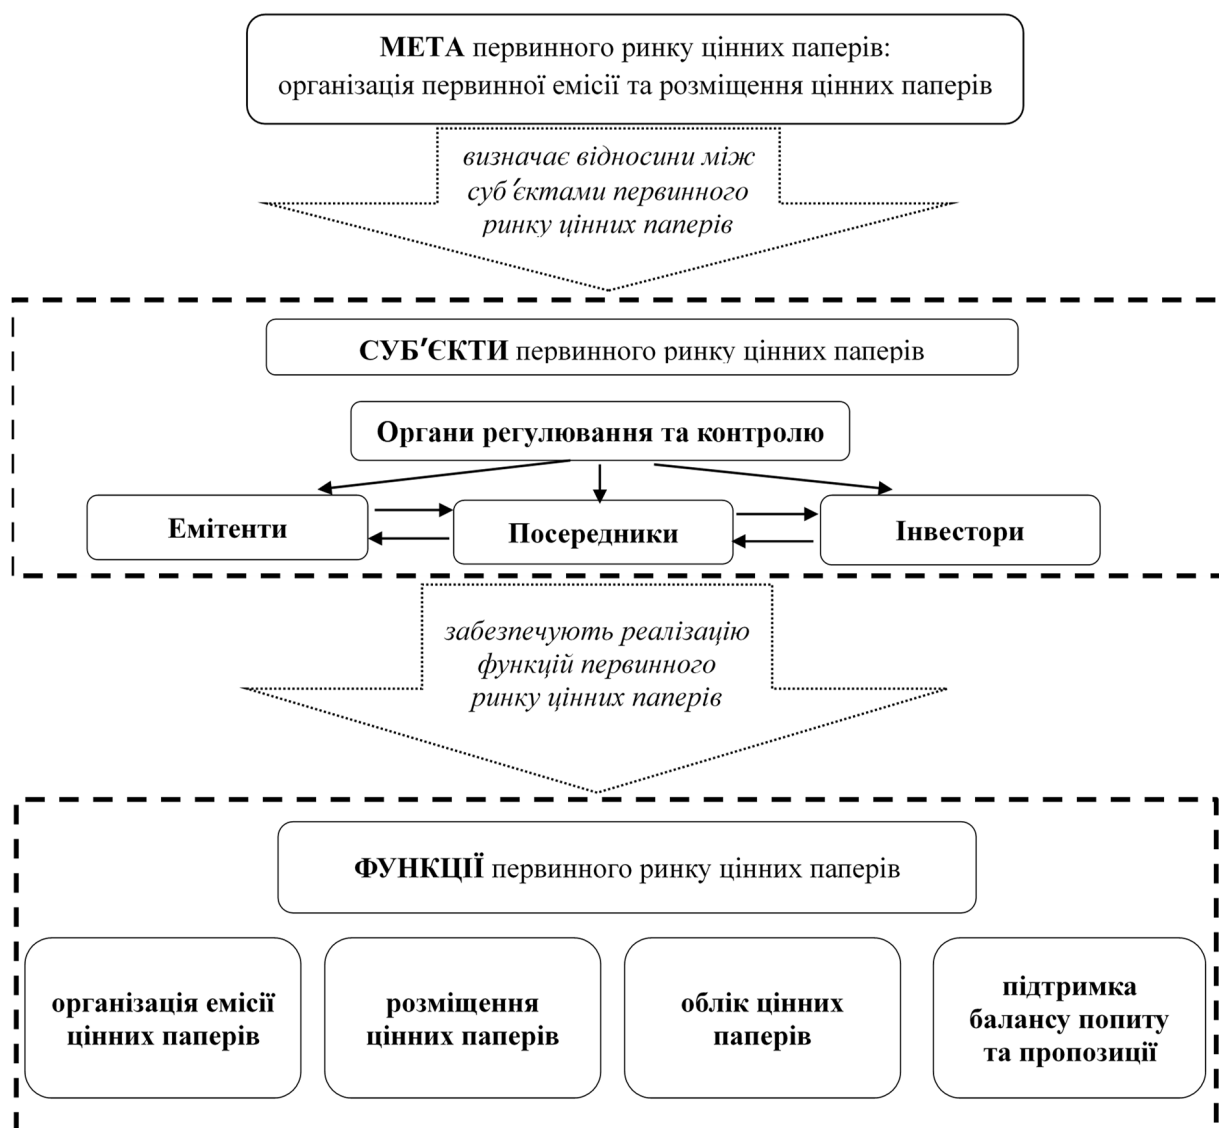 МЕТА первинного ринку цінних паперів:
організація первинної емісії та розміщення цінних паперів
визначає відносини між
суб′єктами первинного
ринку цінних паперів
СУБ′ЄКТИ первинного ринку цінних паперів
Органи регулювання та контролю
Емітенти
Посередники
Інвестори
забезпечують реалізацію
функцій первинного
ринку цінних паперів
ФУНКЦІЇ первинного ринку цінних паперів
організація емісії
цінних паперів
розміщення
цінних паперів
облік цінних
паперів
підтримка
балансу попиту
та пропозиції